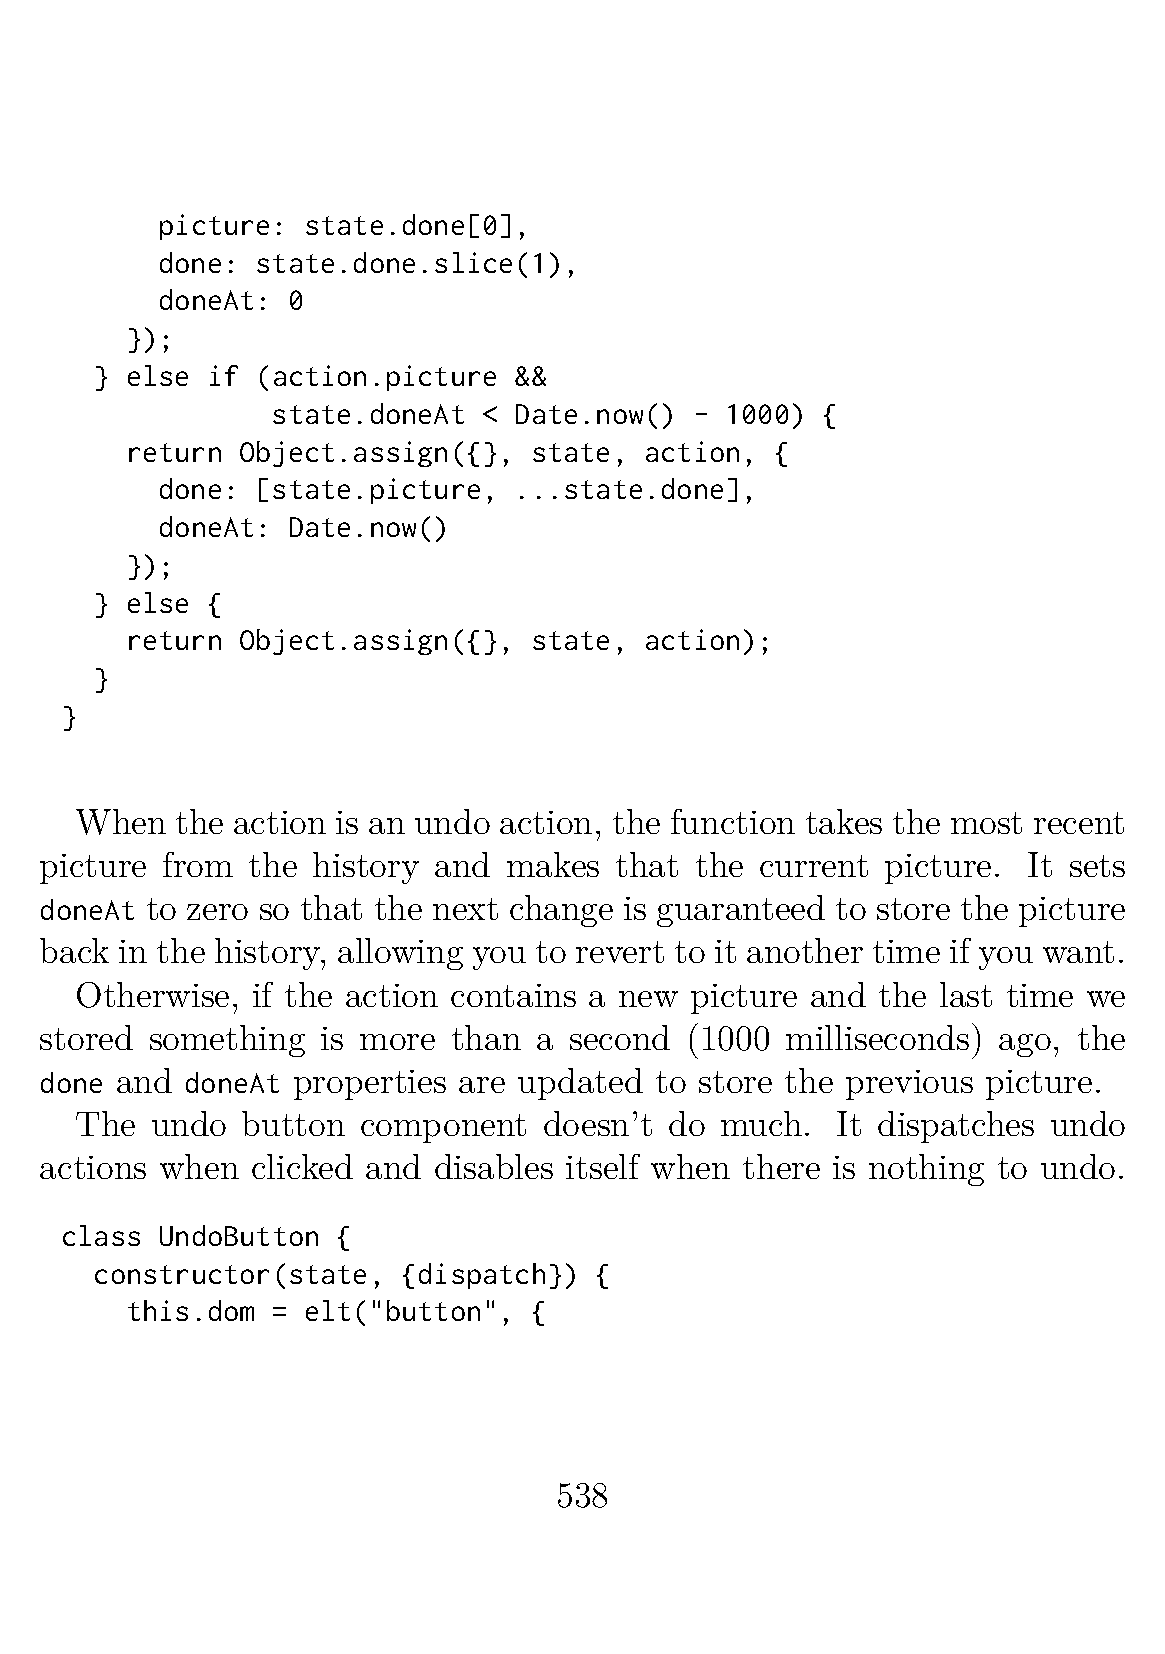 picture: state.done[0],
      done: state.done.slice(1),
      doneAt: 0
    });
  } else if (action.picture &&
             state.doneAt < Date.now() - 1000) {
    return Object.assign({}, state, action, {
      done: [state.picture, ...state.done],
      doneAt: Date.now()
    });
  } else {
    return Object.assign({}, state, action);
  }
}
When the action is an undo action, the function takes the most recent
picture from the history and makes that the current picture. It sets
doneAt to zero so that the next change is guaranteed to store the picture
back in the history, allowing you to revert to it another time if you want.
Otherwise, if the action contains a new picture and the last time we
stored something is more than a second (1000 milliseconds) ago, the
done and doneAt properties are updated to store the previous picture.
The undo button component doesn't do much. It dispatches undo
actions when clicked and disables itself when there is nothing to undo.
class UndoButton {
  constructor(state, {dispatch}) {
    this.dom = elt("button", {
538